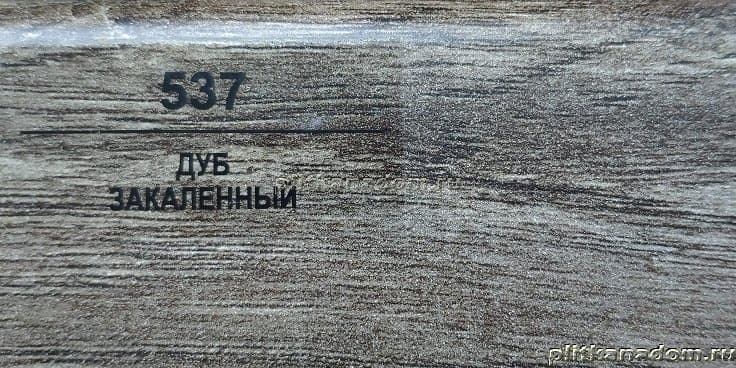 537
ДУБ
ЗАКАЛЕННЫЙ
plitkanadom.ru